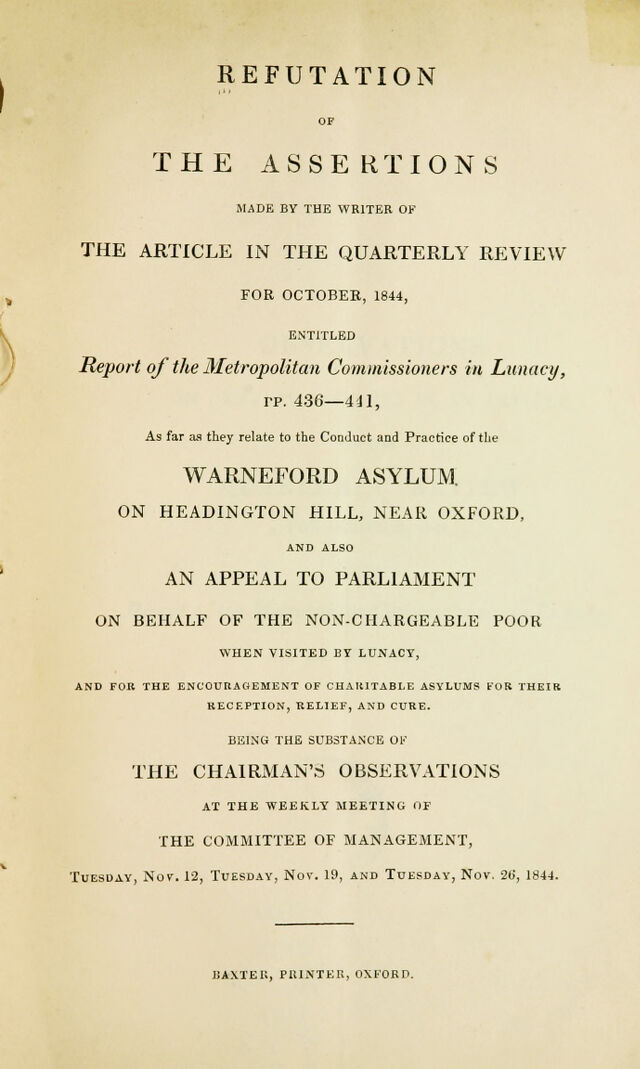 REFUTATION
OF
THE ASSERTIONS
MADE BY THE WRITER OF
THE ARTICLE IN THE QUARTERLY REVIEW
FOR OCTOBER, 1844,
ENTITLED
Report of the Metropolitan Commissioners in Lunacy,
PP. 436—441,
As far as they relate to the Conduct and Practice of the
WARNEFORD ASYLUM
ON HEADINGTON HILL, NEAR OXFORD,
AND ALSO
AN APPEAL TO PARLIAMENT
ON BEHALF OF THE NON-CHARGEABLE POOR
WHEN VISITED BY LUNACY,
AND FOR THE ENCOURAGEMENT OF CHARITABLE ASYLUMS FOR THEIR
RECEPTION, RELIEF, AND CURE.
BEING THE SUBSTANCE OF
THE CHAIRMAN'S OBSERVATIONS
AT THE WEEKLY MEETING OF
THE COMMITTEE OF MANAGEMENT,
TUESDAY, NOV. 12, TUESDAY, NOV. 19, AND TUESDAY, NOV. 26, 1844.
BAXTER, PRINTER, OXFORD.